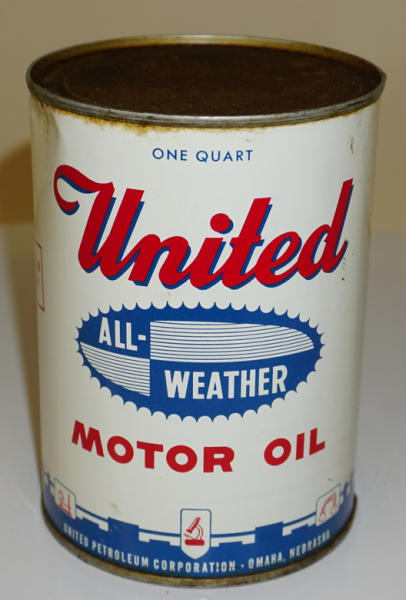 ONE QUART
United
ALL-
WEATHER
MOTOR OIL
UNITED PETROLEUM CORPORATION - OMAHA, NEBRASKA